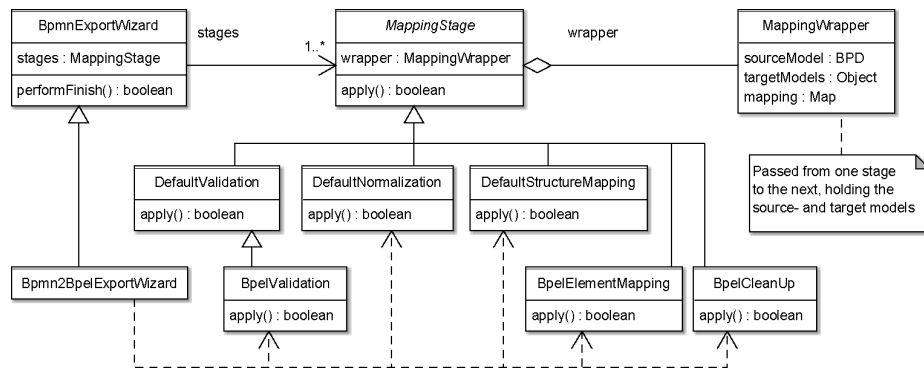 BpmnExportWizard
stages : MappingStage
performFinish() : boolean
stages
1..*
MappingStage
wrapper : MappingWrapper
apply() : boolean
wrapper
MappingWrapper
sourceModel : BPD
targetModels : Object
mapping : Map
Passed from one stage
to the next, holding the
source- and target models
DefaultValidation
apply() : boolean
DefaultNormalization
apply() : boolean
DefaultStructureMapping
apply() : boolean
Bpmn2BpelExportWizard
BpelValidation
apply() : boolean
BpelElementMapping
apply() : boolean
BpelCleanUp
apply() : boolean